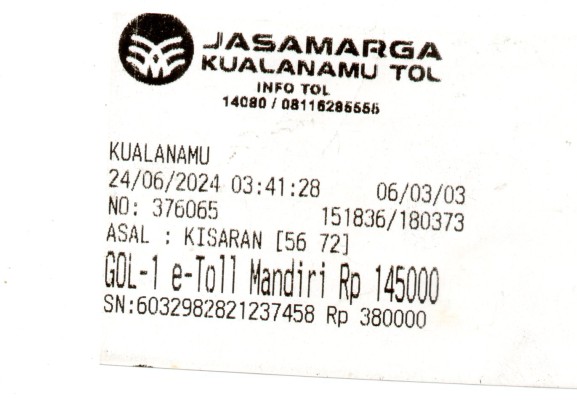 JASAMARGA
KUALANAMU TOL
INFO TOL
14080 / 08116285555
KUALANAMU
24/06/2024 03:41:28 06/03/03
NO: 376065 151836/180373
ASAL : KISARAN [56 72]
GOL-1 e-Toll Mandiri Rp 145000
SN:6032982821237458 Rp 380000